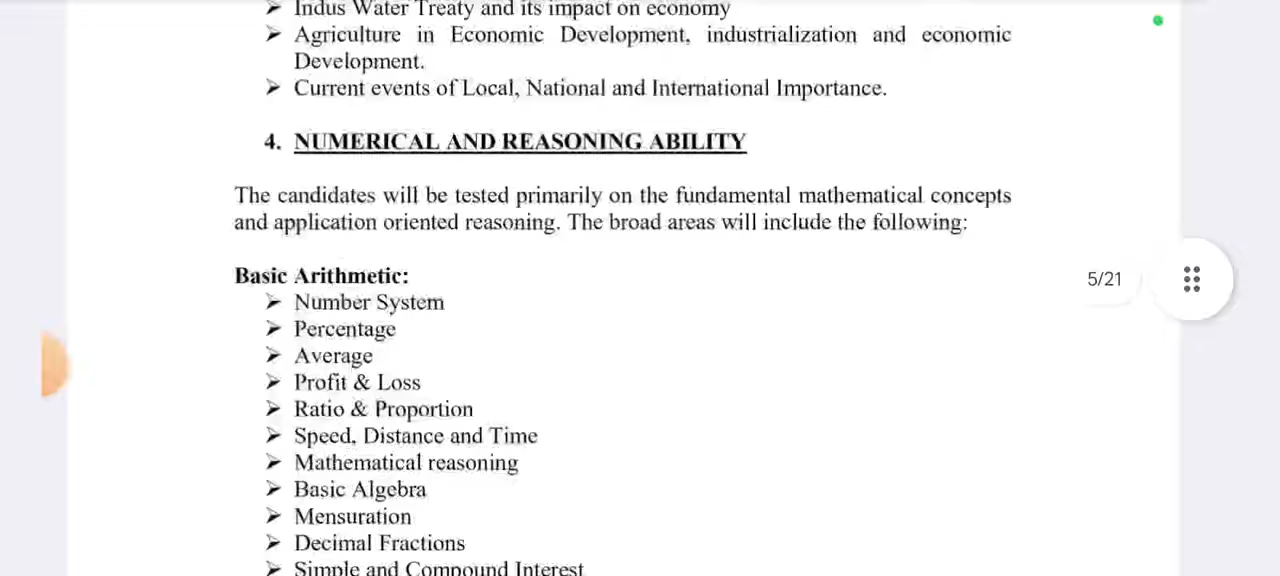 ➢ Indus Water Treaty and its impact on economy
➢ Agriculture in Economic Development, industrialization and economic
Development.
➢ Current events of Local, National and International Importance.
4. NUMERICAL AND REASONING ABILITY
The candidates will be tested primarily on the fundamental mathematical concepts
and application oriented reasoning. The broad areas will include the following:
Basic Arithmetic:
➢ Number System
➢ Percentage
➢ Average
➢ Profit & Loss
➢ Ratio & Proportion
➢ Speed, Distance and Time
➢ Mathematical reasoning
➢ Basic Algebra
➢ Mensuration
➢ Decimal Fractions
➢ Simple and Compound Interest
5/21